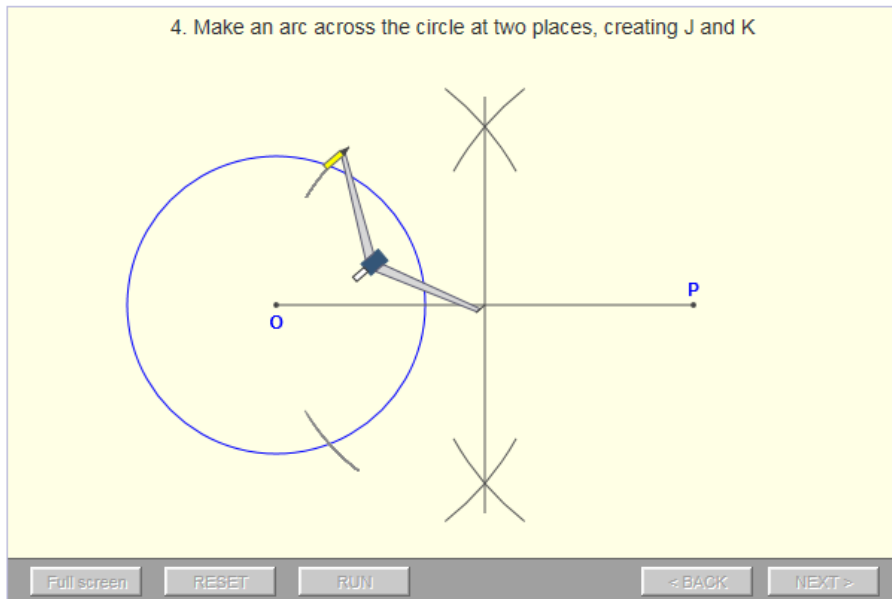 4. Make an arc across the circle at two places, creating J and K
P
O
Full screen RESET RUN < BACK NEXT >